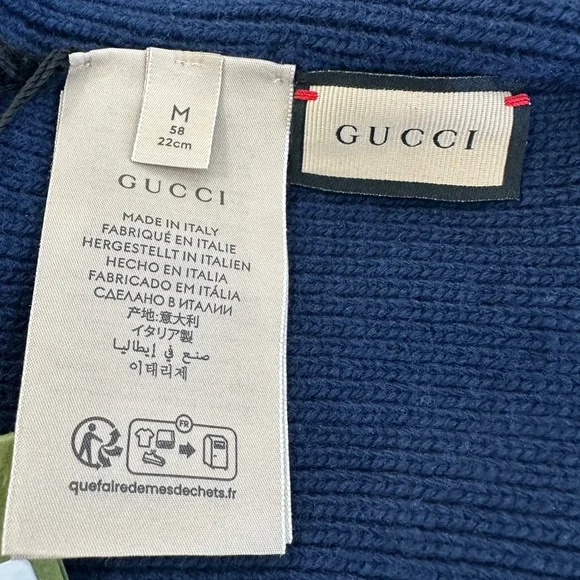 M
58
22cm
GUCCI
MADE IN ITALY
FABRIQUÉ EN ITALIE
HERGESTELLT IN ITALIEN
HECHO EN ITALIA
FABRICADO EM ITÁLIA
СДЕЛАНО В ИТАЛИИ
产地:意大利
イタリア製
صنع في إيطاليا
이태리제
FR
quefairedemesdechets.fr
GUCCI